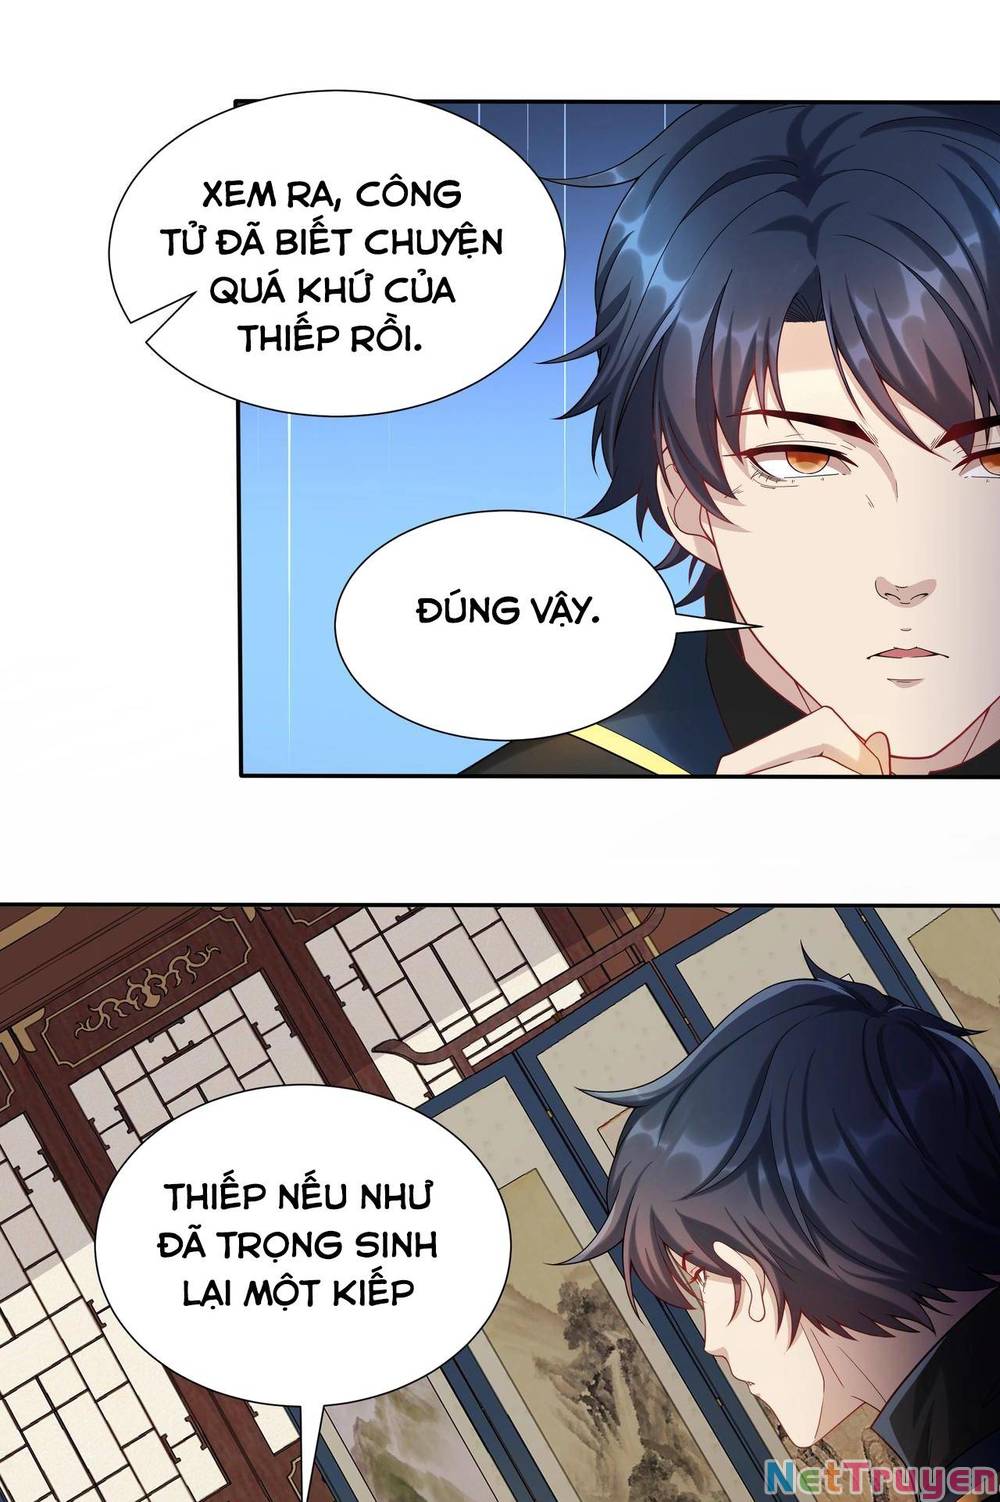 XEM RA, CÔNG
TỬ ĐÃ BIẾT CHUYỆN
QUÁ KHỨ CỦA
THIẾP RỒI.
ĐÚNG VẬY.
THIẾP NẾU NHƯ
ĐÃ TRỌNG SINH
LẠI MỘT KIẾP
NetTruyen